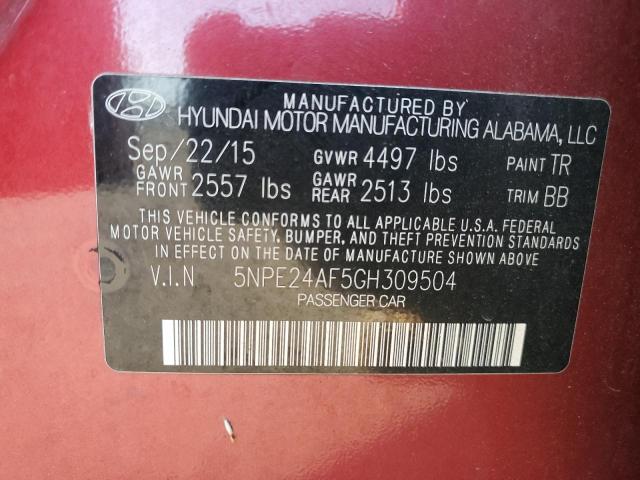 MANUFACTURED BY
HYUNDAI MOTOR MANUFACTURING ALABAMA, LLC
Sep/22/15 GVWR 4497 lbs PAINT TR
GAWR FRONT 2557 lbs GAWR REAR 2513 lbs TRIM BB
THIS VEHICLE CONFORMS TO ALL APPLICABLE U.S.A. FEDERAL
MOTOR VEHICLE SAFETY, BUMPER, AND THEFT PREVENTION STANDARDS
IN EFFECT ON THE DATE OF MANUFACTURE SHOWN ABOVE.
V.I.N 5NPE24AF5GH309504
PASSENGER CAR